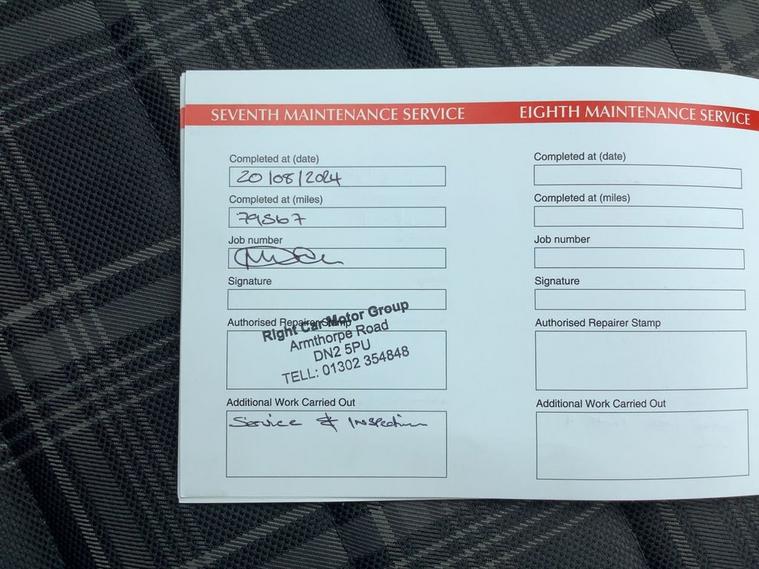 SEVENTH MAINTENANCE SERVICE
Completed at (date)
20/08/2024
Completed at (miles)
79567
Job number
Signature
Authorised Repairer Stamp
Right Car Motor Group
Armthorpe Road
DN2 5PU
TELL: 01302 354848
Additional Work Carried Out
Service & Inspection
EIGHTH MAINTENANCE SERVICE
Completed at (date)
Completed at (miles)
Job number
Signature
Authorised Repairer Stamp
Additional Work Carried Out